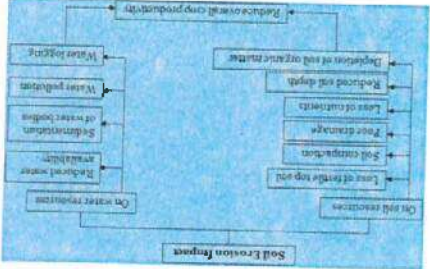 Soil Erosion Impact
On soil resources
Loss of fertile top soil
Soil compaction
Poor drainage
Loss of nutrients
Reduced soil depth
Depletion of soil organic matter
On water resources
Reduced water
availability
Sedimentation
of water bodies
Water pollution
Water logging
Reduce overall crop productivity